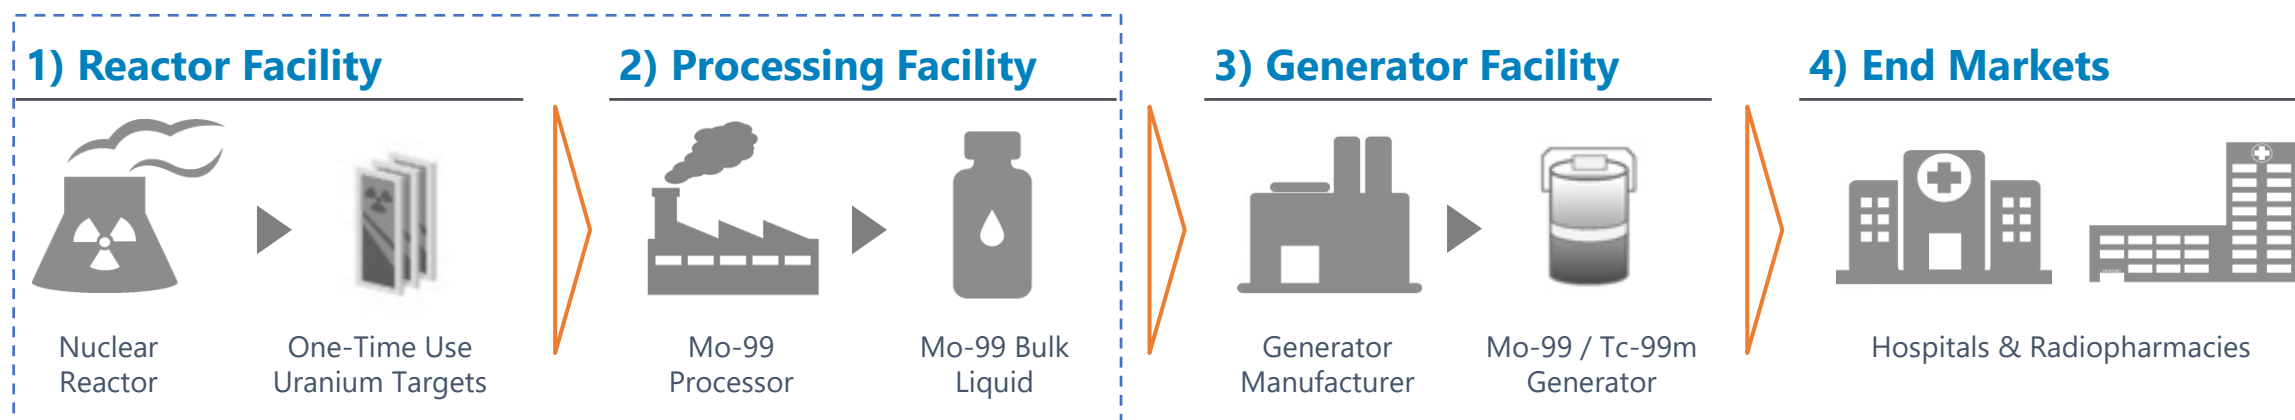 1) Reactor Facility
2) Processing Facility
3) Generator Facility
4) End Markets
Nuclear
Reactor
One-Time Use
Uranium Targets
Mo-99
Processor
Mo-99 Bulk
Liquid
Generator
Manufacturer
Mo-99 / Tc-99m
Generator
Hospitals & Radiopharmacies